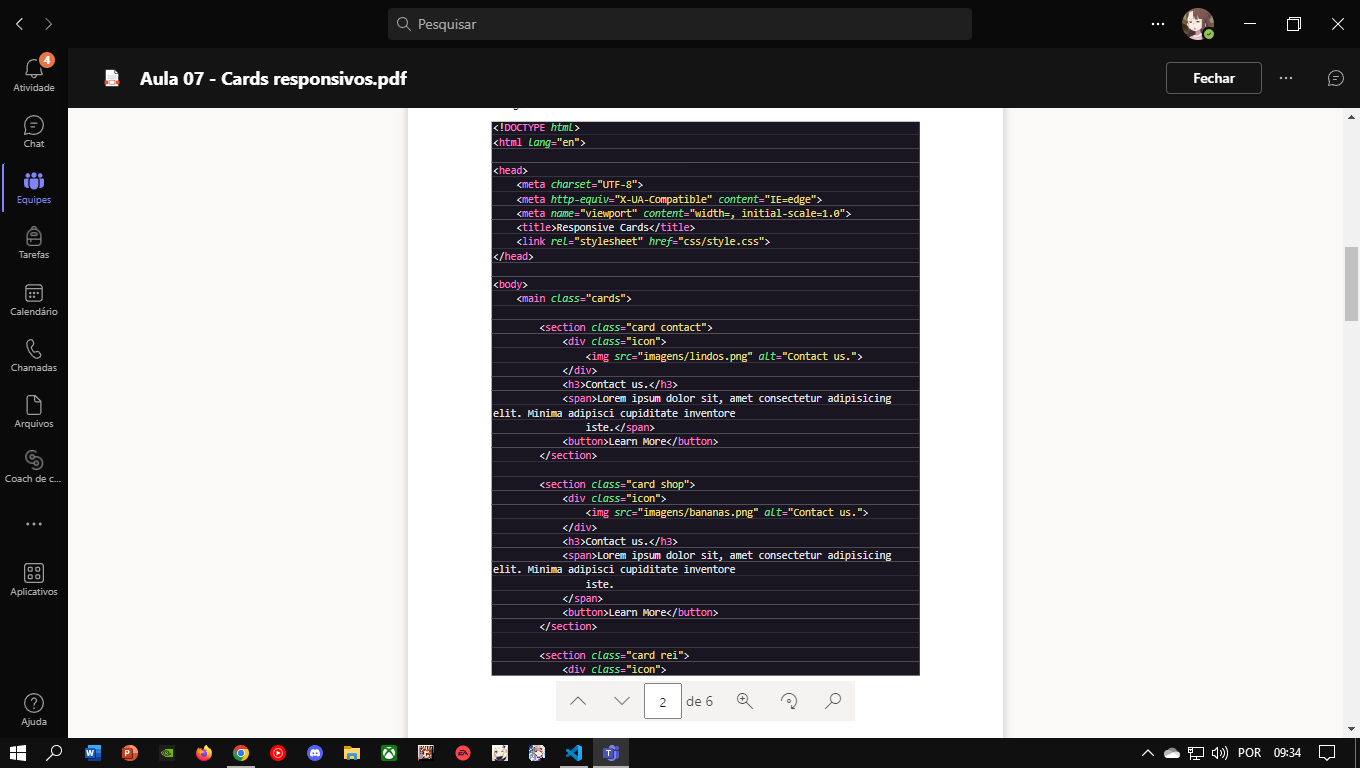 Pesquisar
4
Atividade
Chat
Equipes
Tarefas
Calendário
Chamadas
Arquivos
Coach de c...
Aplicativos
Ajuda
Aula 07 - Cards responsivos.pdf
Fechar
<!DOCTYPE html>
<html lang="en">
<head>
<meta charset="UTF-8">
<meta http-equiv="X-UA-Compatible" content="IE=edge">
<meta name="viewport" content="width=, initial-scale=1.0">
<title>Responsive Cards</title>
<link rel="stylesheet" href="css/style.css">
</head>
<body>
<main class="cards">
<section class="card contact">
<div class="icon">
<img src="imagens/lindos.png" alt="Contact us.">
</div>
<h3>Contact us.</h3>
<span>Lorem ipsum dolor sit, amet consectetur adipisicing
elit. Minima adipisci cupiditate inventore
iste.</span>
<button>Learn More</button>
</section>
<section class="card shop">
<div class="icon">
<img src="imagens/bananas.png" alt="Contact us.">
</div>
<h3>Contact us.</h3>
<span>Lorem ipsum dolor sit, amet consectetur adipisicing
elit. Minima adipisci cupiditate inventore
iste.
</span>
<button>Learn More</button>
</section>
<section class="card rei">
<div class="icon">
2 de 6
POR
09:34